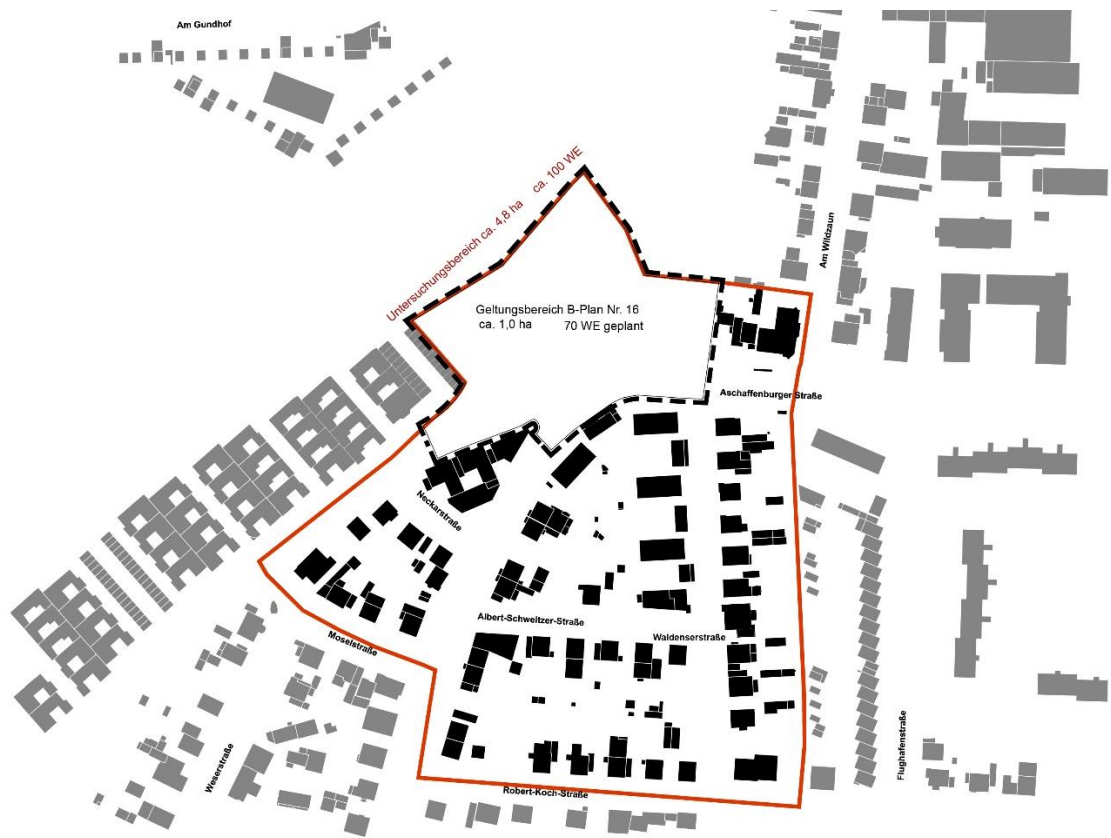 Am Gundhof
Untersuchungsbereich ca. 4,8 ha ca. 100 WE
Am Wildzaun
Geltungsbereich B-Plan Nr. 16
ca. 1,0 ha 70 WE geplant
Aschaffenburger Straße
Neckarstraße
Albert-Schweitzer-Straße
Waldenserstraße
Moselstraße
Weserstraße
Flughafenstraße
Robert-Koch-Straße